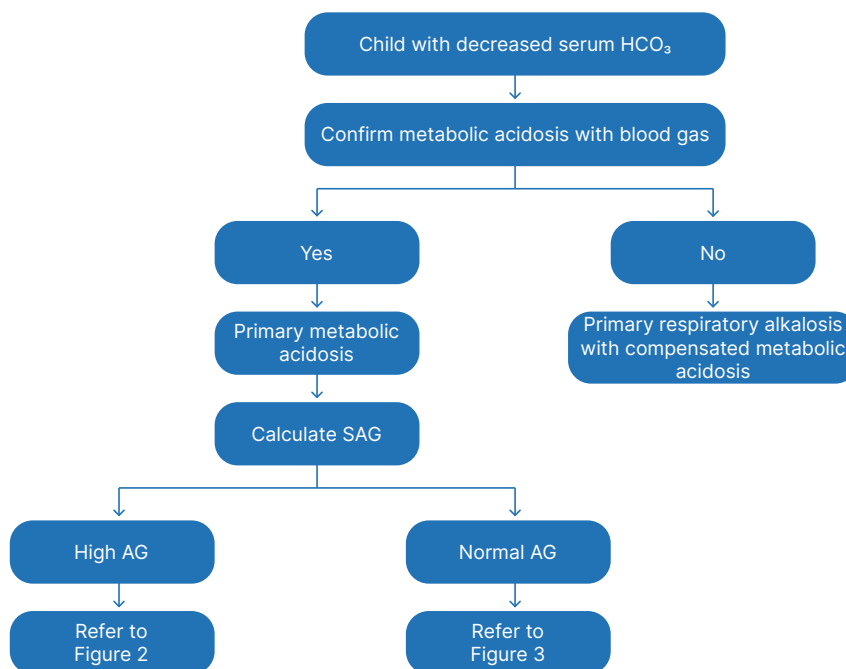 Child with decreased serum HCO₃
Confirm metabolic acidosis with blood gas
Yes
No
Primary metabolic
acidosis
Primary respiratory alkalosis
with compensated metabolic
acidosis
Calculate SAG
High AG
Normal AG
Refer to
Figure 2
Refer to
Figure 3